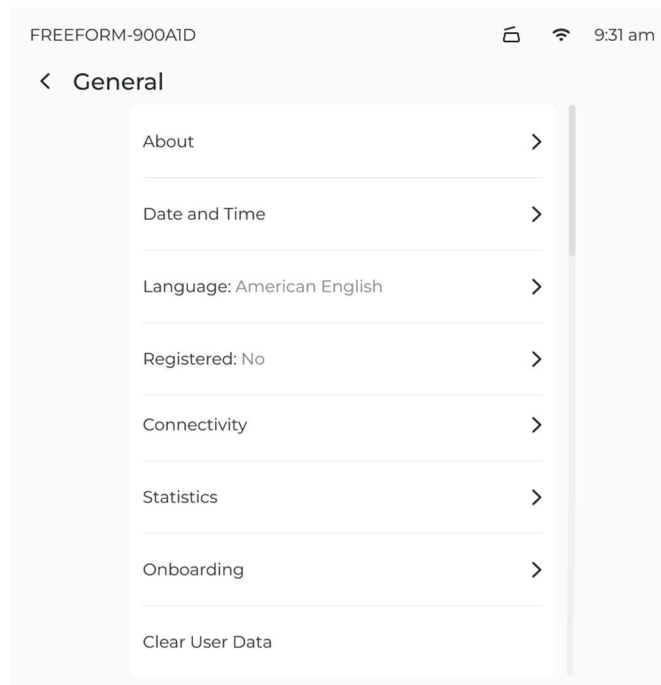 FREEFORM-900A1D 9:31 am
General
About
Date and Time
Language: American English
Registered: No
Connectivity
Statistics
Onboarding
Clear User Data